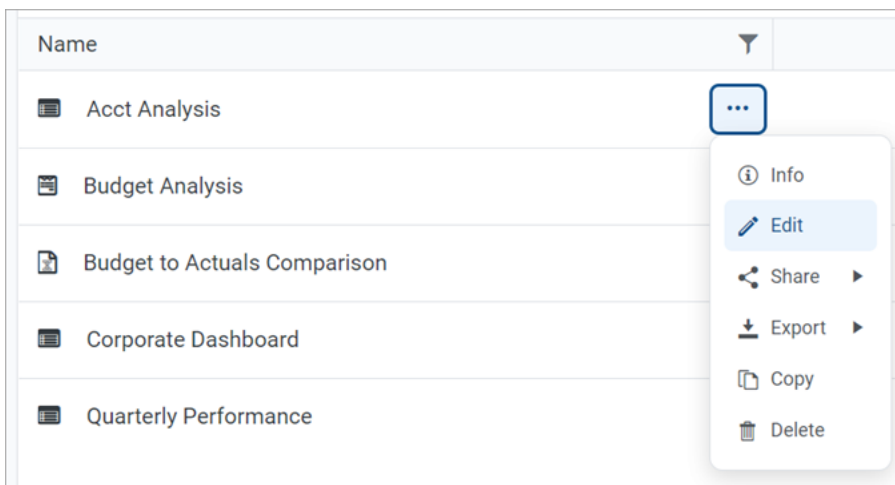 Name
Acct Analysis
Budget Analysis
Budget to Actuals Comparison
Corporate Dashboard
Quarterly Performance
Info
Edit
Share
Export
Copy
Delete